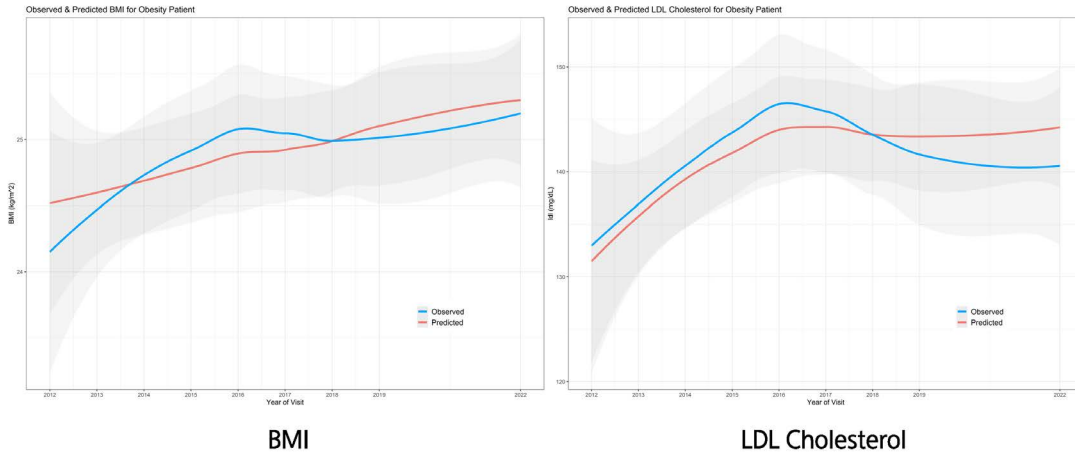 Observed & Predicted BMI for Obesity Patient
BMI (kg/m^2)
25
24
Observed
Predicted
2012 2013 2014 2015 2016 2017 2018 2019 2022
Year of Visit
BMI
Observed & Predicted LDL Cholesterol for Obesity Patient
ldl (mg/dL)
150
140
130
120
Observed
Predicted
2012 2013 2014 2015 2016 2017 2018 2019 2022
Year of Visit
LDL Cholesterol